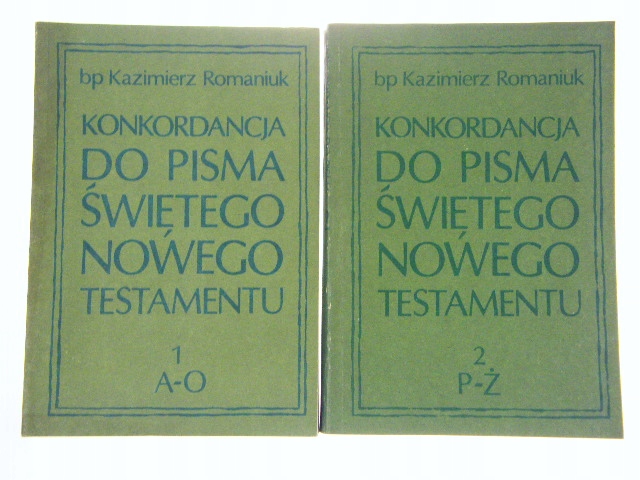 bp Kazimierz Romaniuk
KONKORDANCJA
DO PISMA
ŚWIĘTEGO
NOWEGO
TESTAMENTU
1
A-O
bp Kazimierz Romaniuk
KONKORDANCJA
DO PISMA
ŚWIĘTEGO
NOWEGO
TESTAMENTU
2
P-Ż